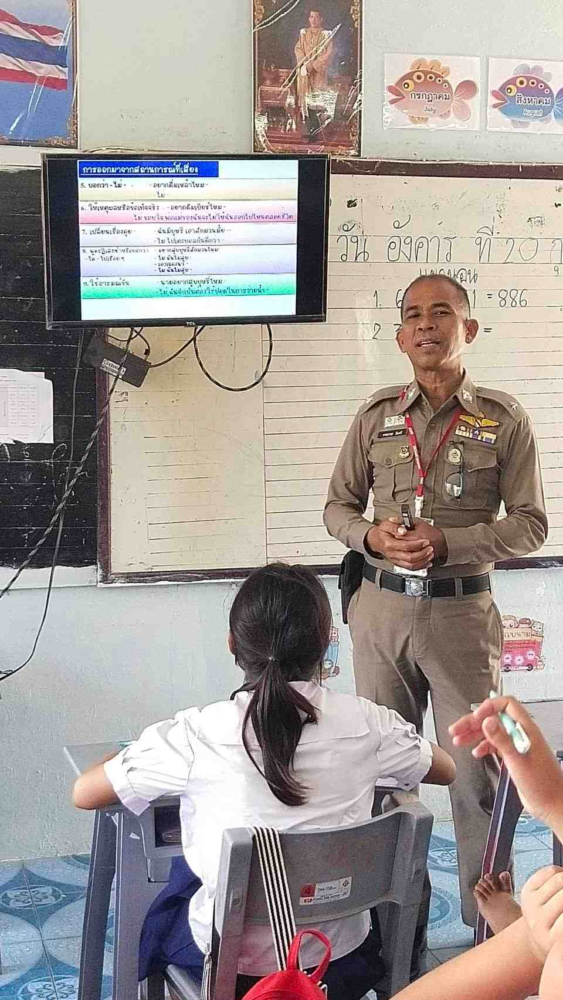 กรกฎาคม
July
สิงหาคม
August
การออกมาจากสถานการณ์ที่เสี่ยง
5. บอกว่า - ไม่ - - อยากดื่มเหล้าไหม -
- ไม่ -
6. ให้เหตุผลหรือข้อเท็จจริง - อยากดื่มเบียร์ไหม -
ไม่ ขอบใจ พ่อแม่ของฉันจะไม่ให้ฉันออกไปไหนตลอดชีวิต
7. เปลี่ยนเรื่องคุย - ฉันมีบุหรี่ เอาสักมวนมั้ย -
- ไม่ ไปเตะบอลกันดีกว่า -
8. พูดปฏิเสธซ้ำหรือบอกว่า - อยากสูบบุหรี่สักมวนไหม
- ไม่ - ไปเรื่อยๆ - ไม่ ฉันไม่สูบ
- เอาเถอะน่า -
- ไม่ ฉันไม่สูบ -
9. ใช้อารมณ์ขัน - นายอยากสูบบุหรี่ไหม
- ไม่ ฉันจำเป็นต้องใช้ปอดในการว่ายน้ำ -
TCL
วัน อังคาร ที่ 20 ก
1. 6 1 = 886
2 =
4